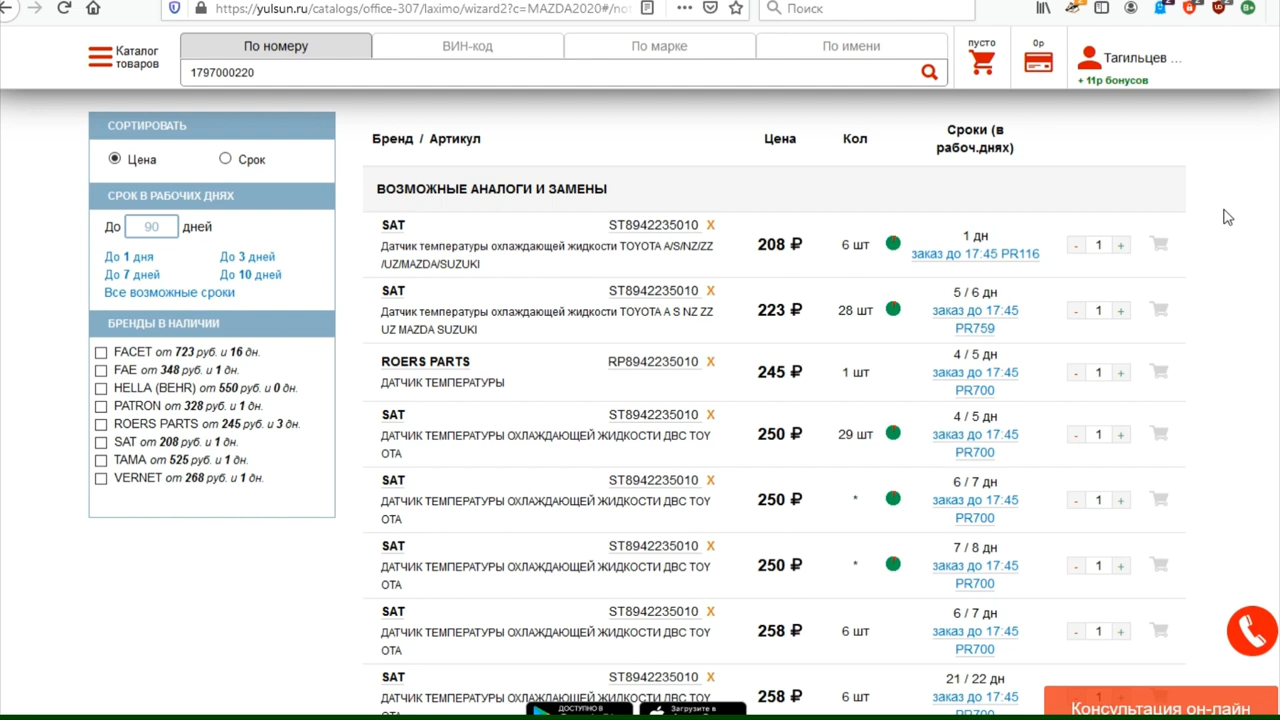 https://yulsun.ru/catalogs/office-307/laximo/wizard2?c=MAZDA2020#/not
Поиск
Каталог товаров
По номеру
ВИН-код
По марке
По имени
1797000220
пусто
0р
Тагильцев ...
+ 11р бонусов
СОРТИРОВАТЬ
Цена
Срок
СРОК В РАБОЧИХ ДНЯХ
До 90 дней
До 1 дня
До 3 дней
До 7 дней
До 10 дней
Все возможные сроки
БРЕНДЫ В НАЛИЧИИ
FACET от 723 руб. и 16 дн.
FAE от 348 руб. и 1 дн.
HELLA (BEHR) от 550 руб. и 0 дн.
PATRON от 328 руб. и 1 дн.
ROERS PARTS от 245 руб. и 3 дн.
SAT от 208 руб. и 1 дн.
TAMA от 525 руб. и 1 дн.
VERNET от 268 руб. и 1 дн.
Бренд / Артикул
Цена
Кол
Сроки (в
рабоч.днях)
ВОЗМОЖНЫЕ АНАЛОГИ И ЗАМЕНЫ
SAT ST8942235010 X
Датчик температуры охлаждающей жидкости TOYOTA A/S/NZ/ZZ
/UZ/MAZDA/SUZUKI
208 ₽ 6 шт
1 дн
заказ до 17:45 PR116
- 1 +
SAT ST8942235010 X
Датчик температуры охлаждающей жидкости TOYOTA A S NZ ZZ
UZ MAZDA SUZUKI
223 ₽ 28 шт
5 / 6 дн
заказ до 17:45
PR759
- 1 +
ROERS PARTS RP8942235010 X
ДАТЧИК ТЕМПЕРАТУРЫ
245 ₽ 1 шт
4 / 5 дн
заказ до 17:45
PR700
- 1 +
SAT ST8942235010 X
ДАТЧИК ТЕМПЕРАТУРЫ ОХЛАЖДАЮЩЕЙ ЖИДКОСТИ ДВС TOY
OTA
250 ₽ 29 шт
4 / 5 дн
заказ до 17:45
PR700
- 1 +
SAT ST8942235010 X
ДАТЧИК ТЕМПЕРАТУРЫ ОХЛАЖДАЮЩЕЙ ЖИДКОСТИ ДВС TOY
OTA
250 ₽ *
6 / 7 дн
заказ до 17:45
PR700
- 1 +
SAT ST8942235010 X
ДАТЧИК ТЕМПЕРАТУРЫ ОХЛАЖДАЮЩЕЙ ЖИДКОСТИ ДВС TOY
OTA
250 ₽ *
7 / 8 дн
заказ до 17:45
PR700
- 1 +
SAT ST8942235010 X
ДАТЧИК ТЕМПЕРАТУРЫ ОХЛАЖДАЮЩЕЙ ЖИДКОСТИ ДВС TOY
OTA
258 ₽ 6 шт
6 / 7 дн
заказ до 17:45
PR700
- 1 +
SAT ST8942235010 X
ДАТЧИК ТЕМПЕРАТУРЫ ОХЛАЖДАЮЩЕЙ ЖИДКОСТИ ДВС TOY
258 ₽ 6 шт
21 / 22 дн
заказ до 17:45
ДОСТУПНО В
Загрузите в
Консультация он-лайн